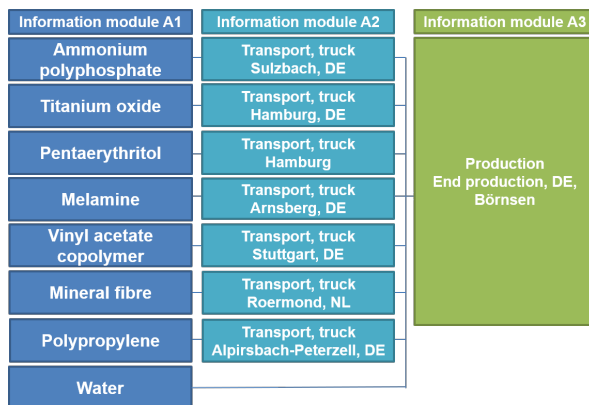 Information module A1
Information module A2
Information module A3
Ammonium
polyphosphate
Transport, truck
Sulzbach, DE
Titanium oxide
Transport, truck
Hamburg, DE
Pentaerythritol
Transport, truck
Hamburg
Melamine
Transport, truck
Arnsberg, DE
Vinyl acetate
copolymer
Transport, truck
Stuttgart, DE
Mineral fibre
Transport, truck
Roermond, NL
Polypropylene
Transport, truck
Alpirsbach-Peterzell, DE
Water
Production
End production, DE,
Börnsen